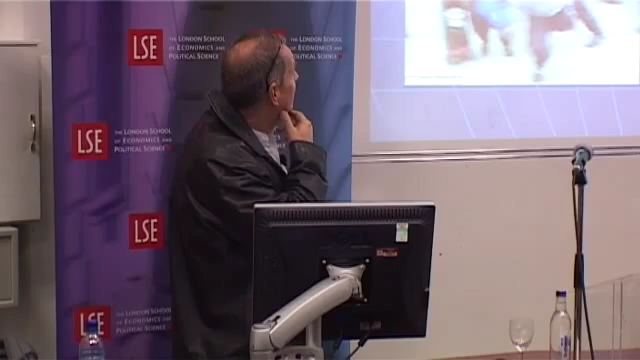 LSE
THE LONDON SCHOOL
OF ECONOMICS AND
POLITICAL SCIENCE
LSE
THE LONDON SCHOOL
OF ECONOMICS AND
POLITICAL SCIENCE
LSE
LSE
THE LONDON SCHOOL
OF ECONOMICS AND
POLITICAL SCIENCE
THE LONDON SCHOOL
OF ECONOMICS AND
POLITICAL SCIENCE